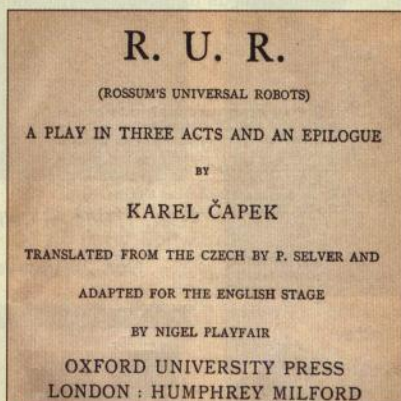 R. U. R.
(ROSSUM'S UNIVERSAL ROBOTS)
A PLAY IN THREE ACTS AND AN EPILOGUE
BY
KAREL ČAPEK
TRANSLATED FROM THE CZECH BY P. SELVER AND
ADAPTED FOR THE ENGLISH STAGE
BY NIGEL PLAYFAIR
OXFORD UNIVERSITY PRESS
LONDON : HUMPHREY MILFORD